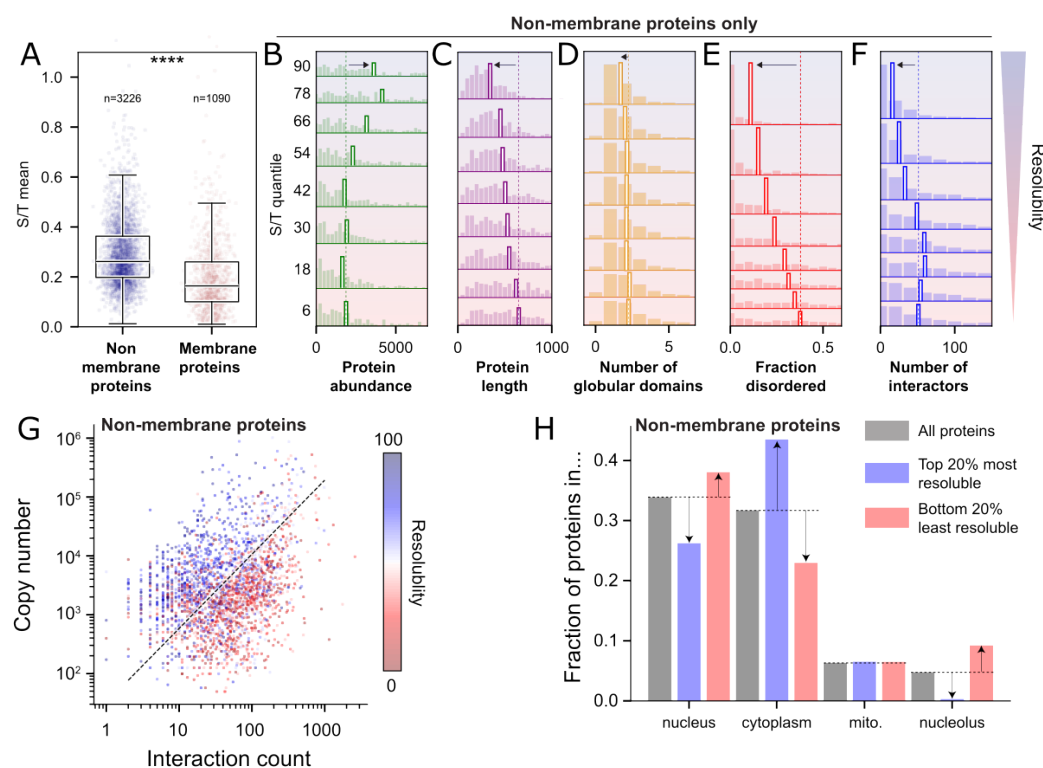 Non-membrane proteins only
A
****
n=3226
n=1090
S/T mean
1.0
0.8
0.6
0.4
0.2
0.0
Non
membrane
proteins
Membrane
proteins
B
S/T quantile
90
78
66
54
42
30
18
6
0
5000
Protein
abundance
C
0
1000
Protein
length
D
0
5
Number of
globular domains
E
0.0
0.5
Fraction
disordered
F
0
100
Number of
interactors
Resolublity
G
Non-membrane proteins
Copy number
10⁶
10⁵
10⁴
10³
10²
1
10
100
1000
Interaction count
100
0
Resolublity
H
Non-membrane proteins
Fraction of proteins in...
0.4
0.3
0.2
0.1
0.0
nucleus
cytoplasm
mito.
nucleolus
All proteins
Top 20% most
resoluble
Bottom 20%
least resoluble